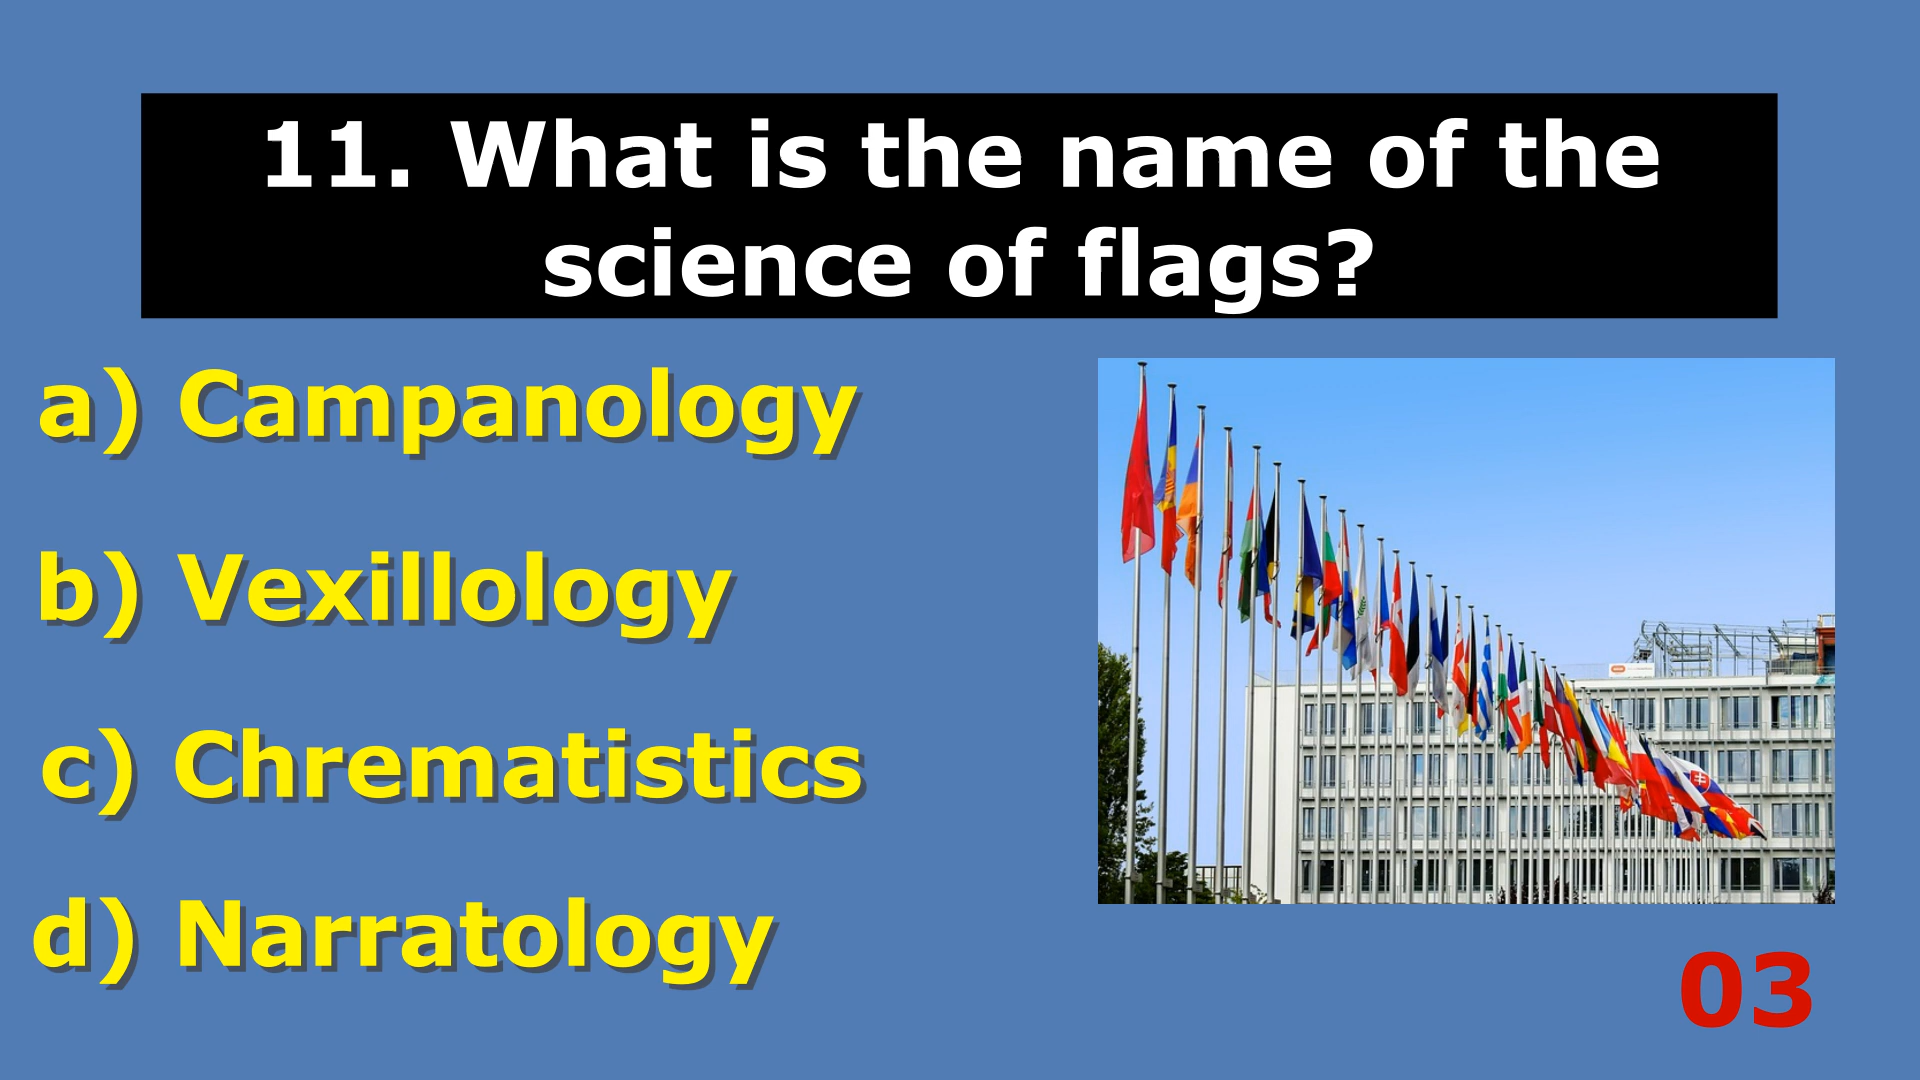 11. What is the name of the
science of flags?
a) Campanology
b) Vexillology
c) Chrematistics
d) Narratology
03